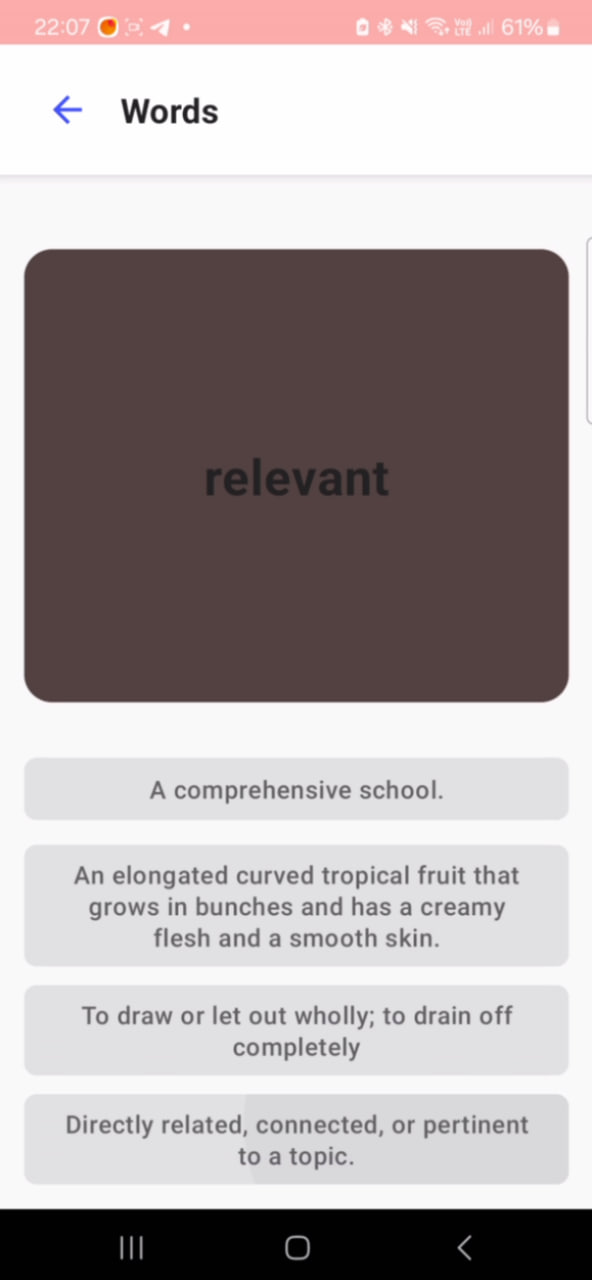 22:07
Vo) LTE 61%
Words
relevant
A comprehensive school.
An elongated curved tropical fruit that
grows in bunches and has a creamy
flesh and a smooth skin.
To draw or let out wholly; to drain off
completely
Directly related, connected, or pertinent
to a topic.